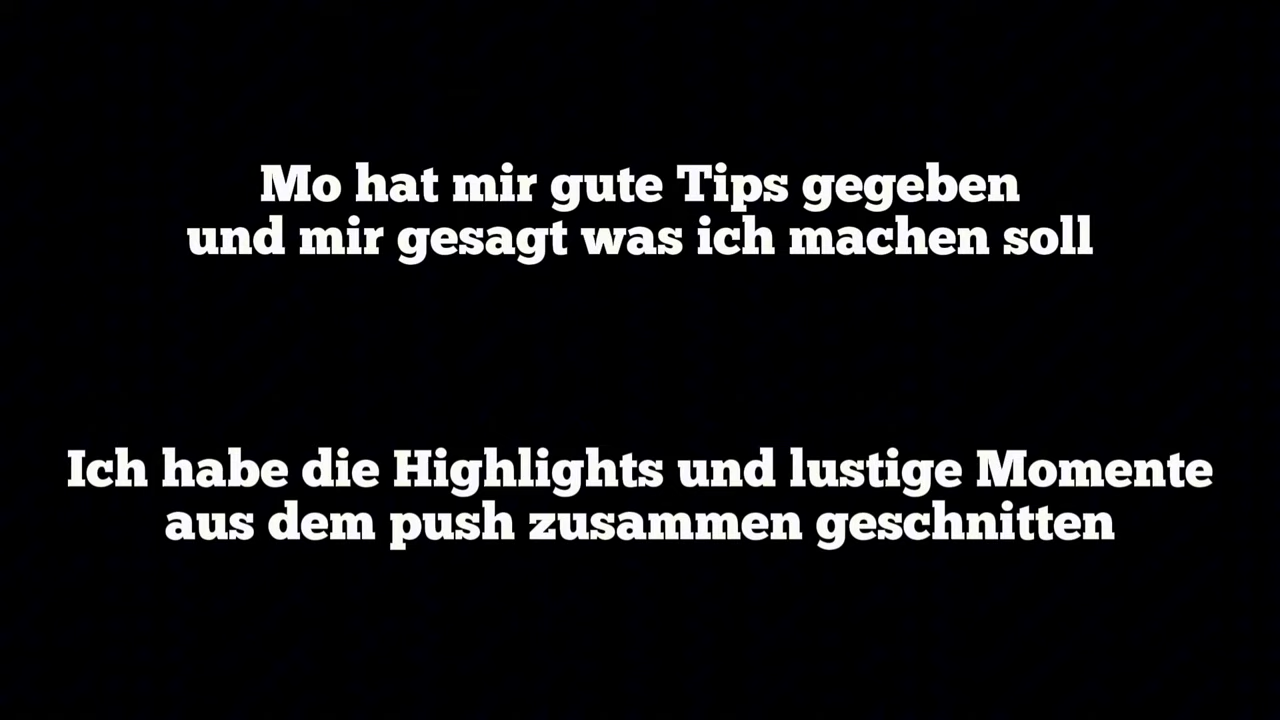 Mo hat mir gute Tips gegeben
und mir gesagt was ich machen soll
Ich habe die Highlights und lustige Momente
aus dem push zusammen geschnitten